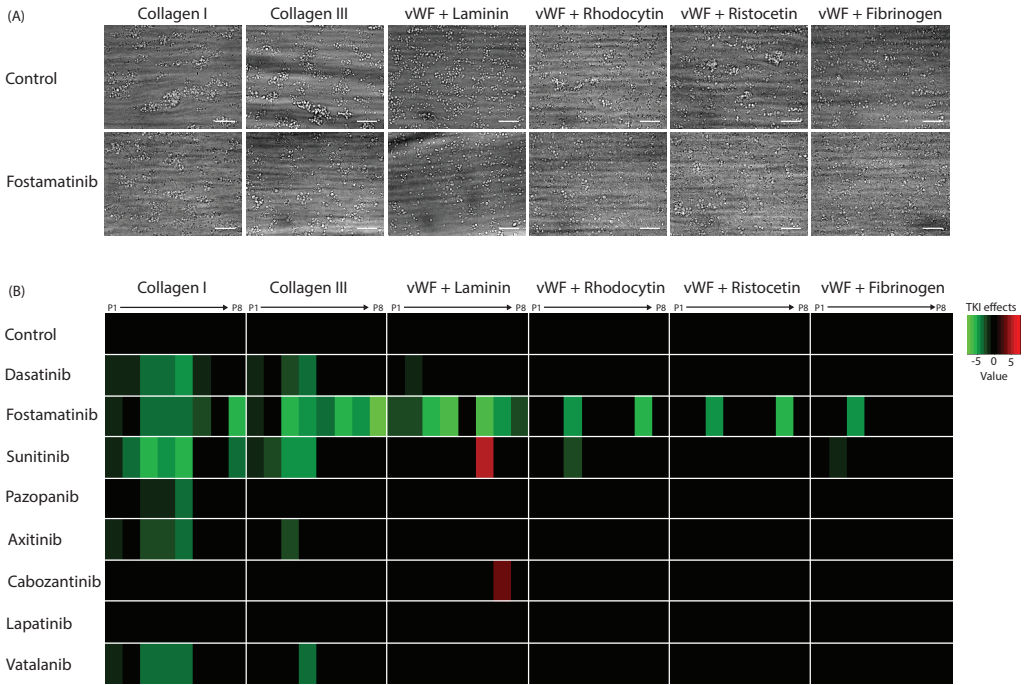 (A)
Collagen I Collagen III vWF + Laminin vWF + Rhodocytin vWF + Ristocetin vWF + Fibrinogen
Control
Fostamatinib
(B)
Collagen I Collagen III vWF + Laminin vWF + Rhodocytin vWF + Ristocetin vWF + Fibrinogen
P1 P8 P1 P8 P1 P8 P1 P8 P1 P8 P1 P8
TKI effects
-5 0 5
Value
Control
Dasatinib
Fostamatinib
Sunitinib
Pazopanib
Axitinib
Cabozantinib
Lapatinib
Vatalanib